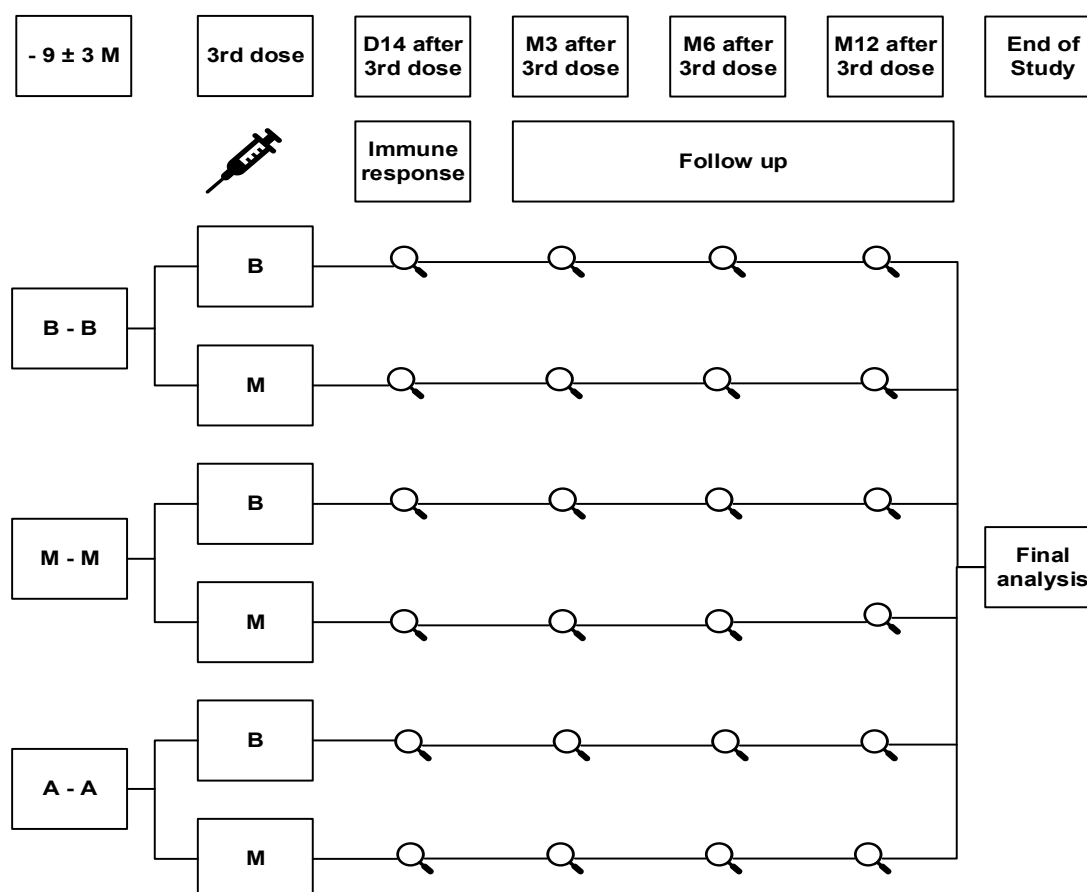 - 9 ± 3 M
3rd dose
D14 after
3rd dose
M3 after
3rd dose
M6 after
3rd dose
M12 after
3rd dose
End of
Study
Immune
response
Follow up
B - B
B
M
M - M
B
M
A - A
B
M
Final
analysis